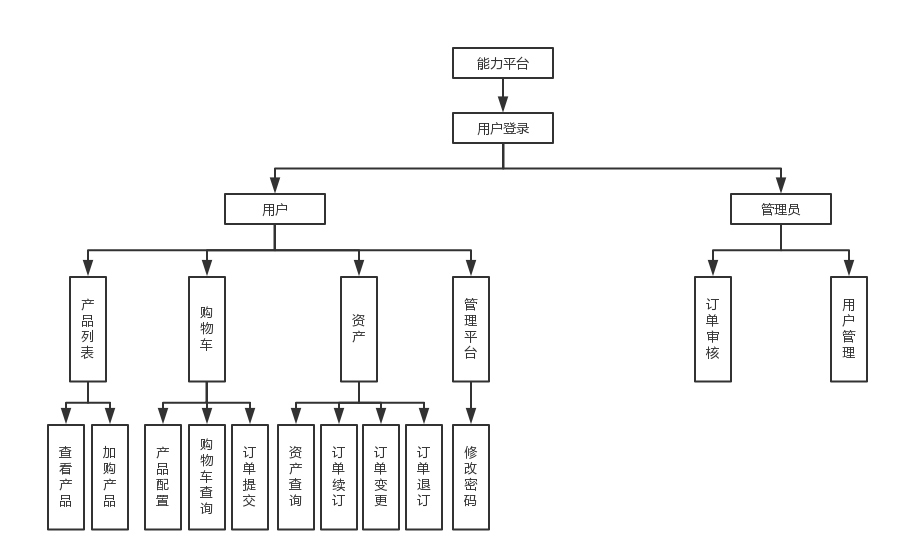 能力平台
用户登录
用户
管理员
产品列表
购物车
资产
管理平台
订单审核
用户管理
查看产品
加购产品
产品配置
购物车查询
订单提交
资产查询
订单续订
订单变更
订单退订
修改密码